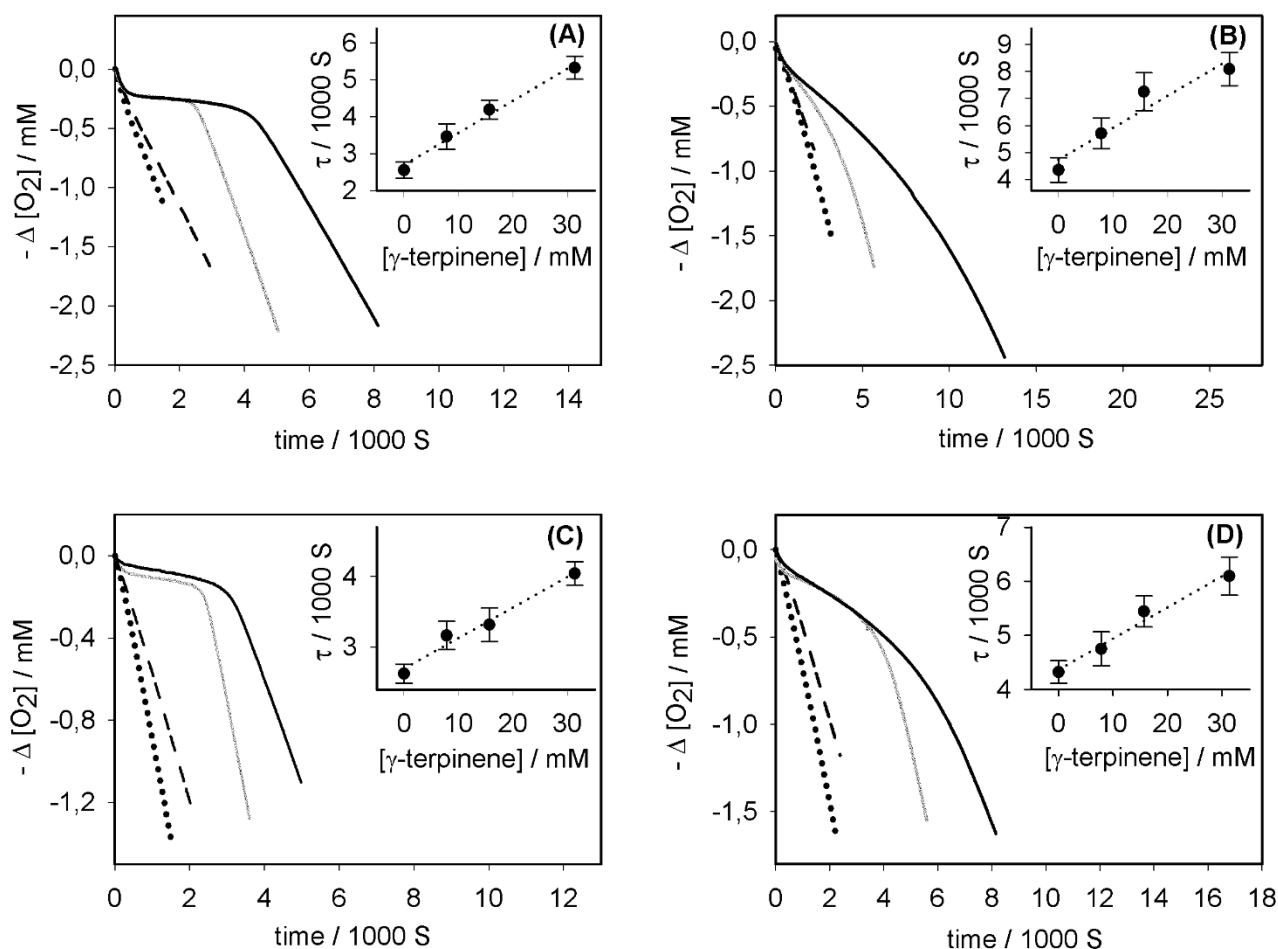 (A)
0,0
-0,5
-1,0
-1,5
-2,0
-2,5
- Δ [O2] / mM
0 2 4 6 8 10 12 14
time / 1000 S
6
5
4
3
2
τ / 1000 S
0 10 20 30
[γ-terpinene] / mM
(B)
0,0
-0,5
-1,0
-1,5
-2,0
-2,5
- Δ [O2] / mM
0 5 10 15 20 25
time / 1000 S
9
8
7
6
5
4
τ / 1000 S
0 10 20 30
[γ-terpinene] / mM
(C)
0,0
-0,4
-0,8
-1,2
- Δ [O2] / mM
0 2 4 6 8 10 12
time / 1000 S
4
3
τ / 1000 S
0 10 20 30
[γ-terpinene] / mM
(D)
0,0
-0,5
-1,0
-1,5
- Δ [O2] / mM
0 2 4 6 8 10 12 14 16 18
time / 1000 S
7
6
5
4
τ / 1000 S
0 10 20 30
[γ-terpinene] / mM